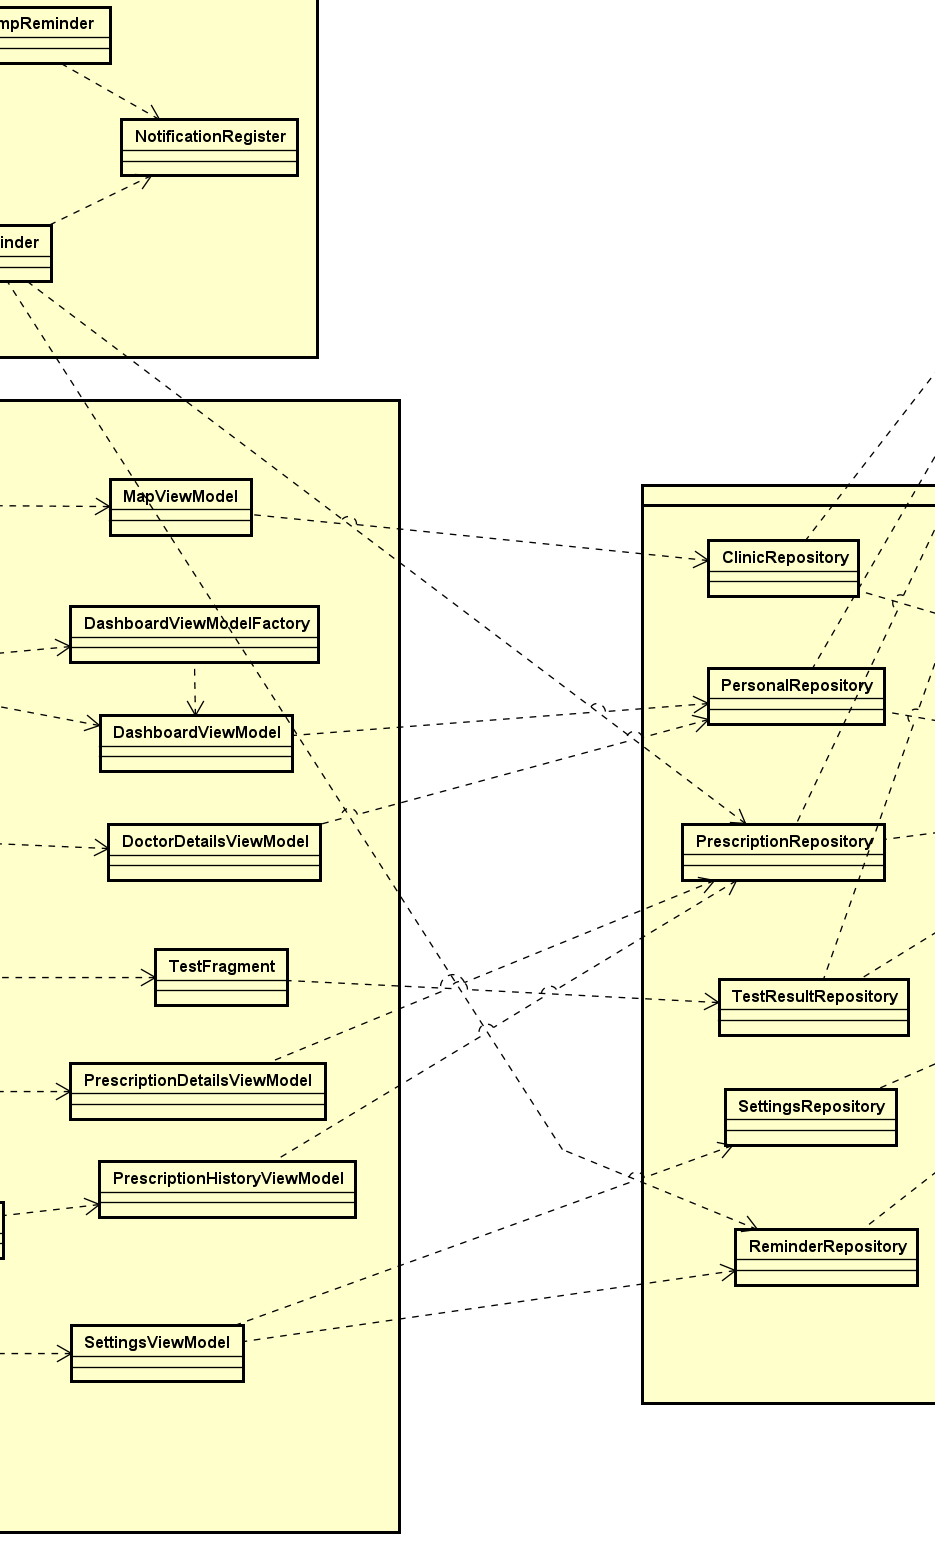 mpReminder
NotificationRegister
inder
MapViewModel
DashboardViewModelFactory
DashboardViewModel
DoctorDetailsViewModel
TestFragment
PrescriptionDetailsViewModel
PrescriptionHistoryViewModel
SettingsViewModel
ClinicRepository
PersonalRepository
PrescriptionRepository
TestResultRepository
SettingsRepository
ReminderRepository